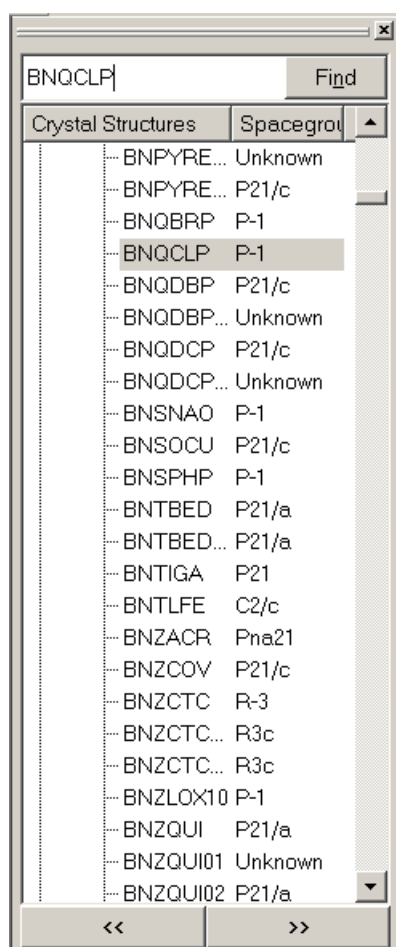 BNQCLP Find
Crystal Structures Spacegrou
BNPYRE... Unknown
BNPYRE... P21/c
BNQBRP P-1
BNQCLP P-1
BNQDBP P21/c
BNQDBP... Unknown
BNQDCP P21/c
BNQDCP... Unknown
BNSNAO P-1
BNSOCU P21/c
BNSPHP P-1
BNTBED P21/a
BNTBED... P21/a
BNTIGA P21
BNTLFE C2/c
BNZACR Pna21
BNZCOV P21/c
BNZCTC R-3
BNZCTC... R3c
BNZCTC... R3c
BNZLOX10 P-1
BNZQUI P21/a
BNZQUI01 Unknown
BNZQUI02 P21/a
<< >>